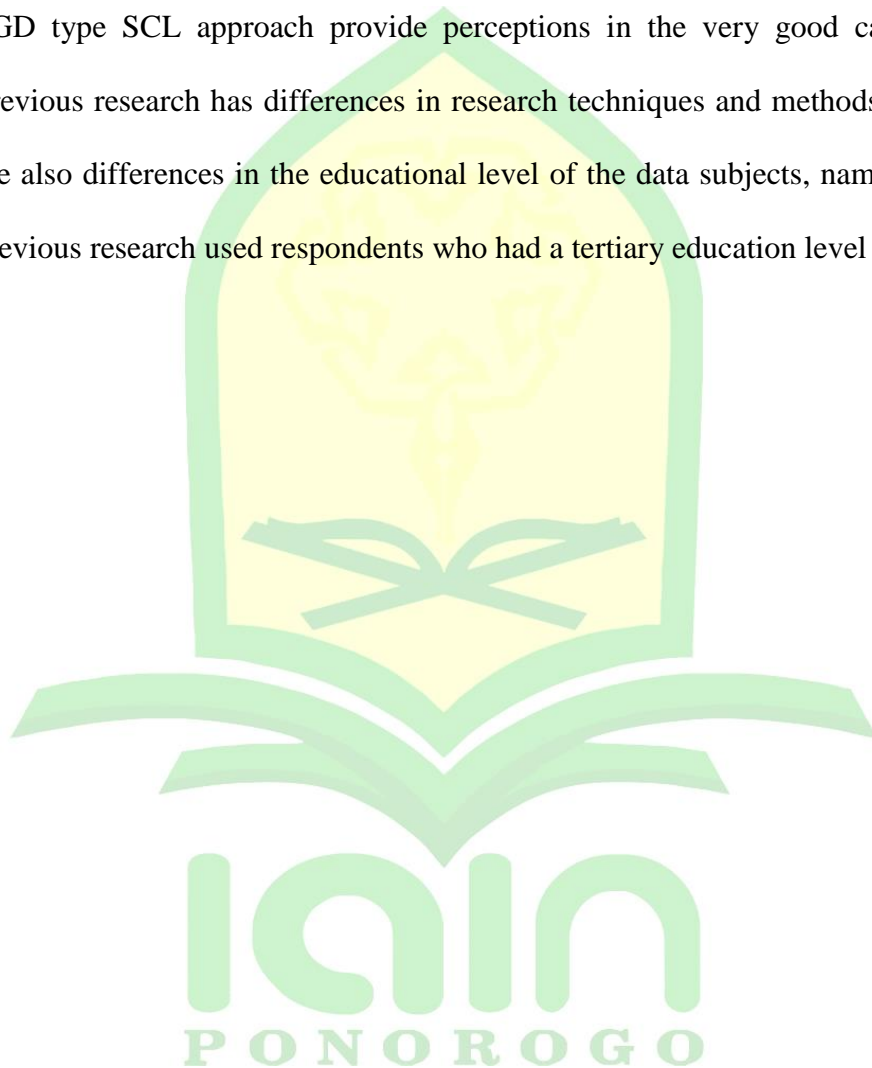 GD type SCL approach provide perceptions in the very good ca
revious research has differences in research techniques and methods
e also differences in the educational level of the data subjects, nam
evious research used respondents who had a tertiary education level
iain
PONOROGO